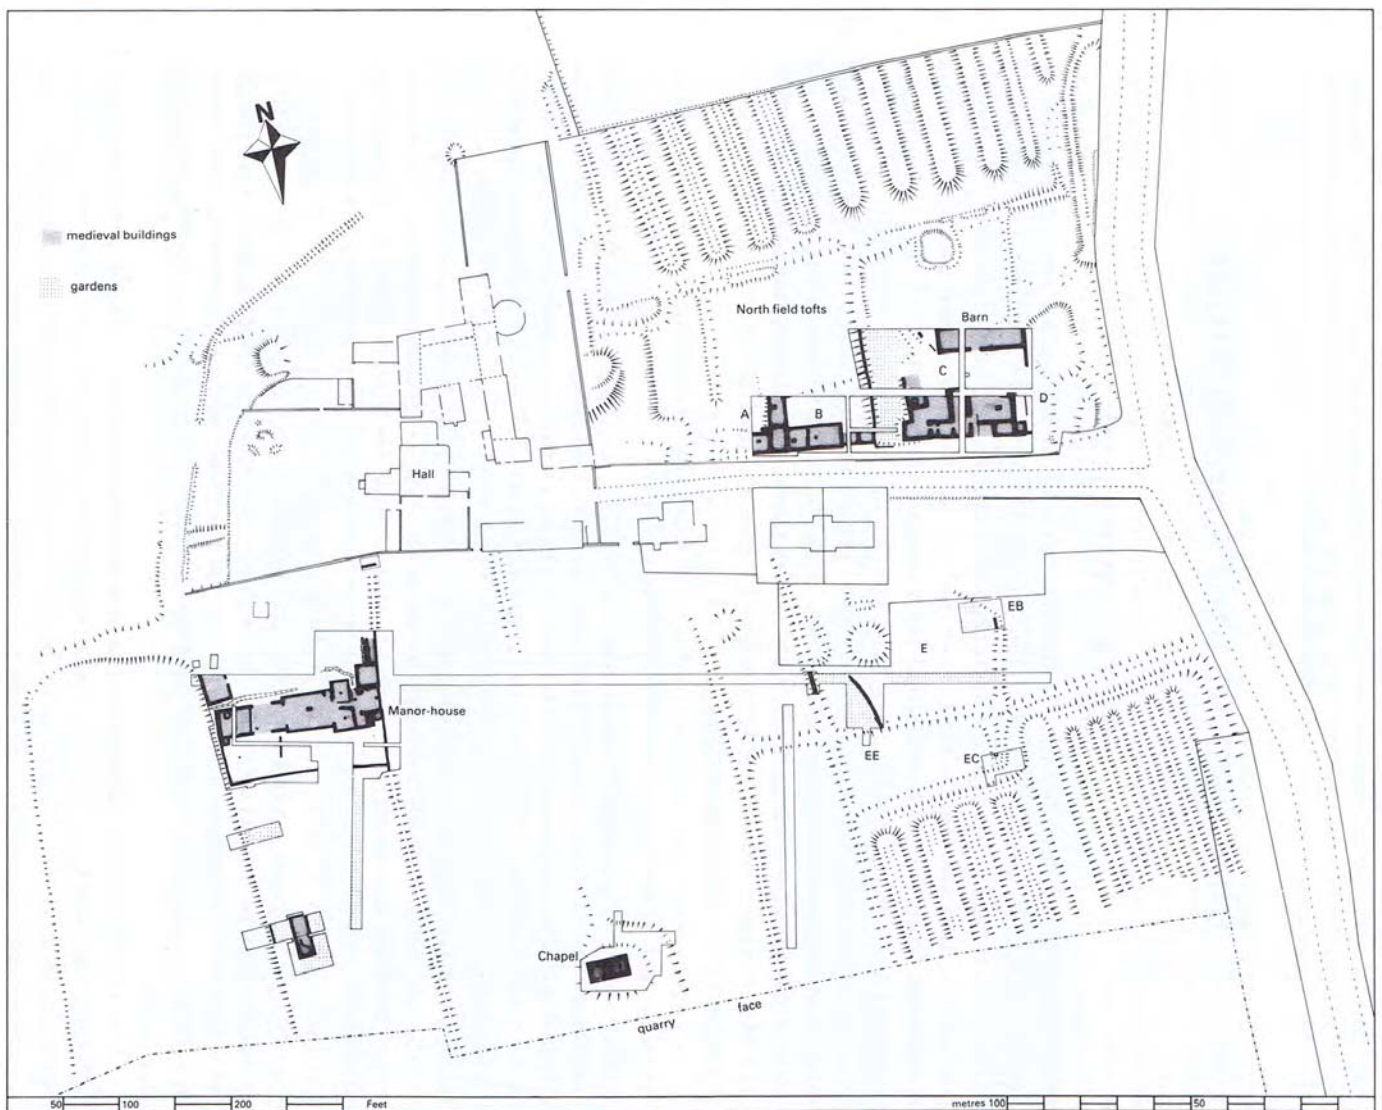 N
medieval buildings
gardens
North field tofts
Barn
C
A
B
D
Hall
EB
E
Manor-house
EE
EC
Chapel
quarry face
50 100 200 Feet
metres 100 50